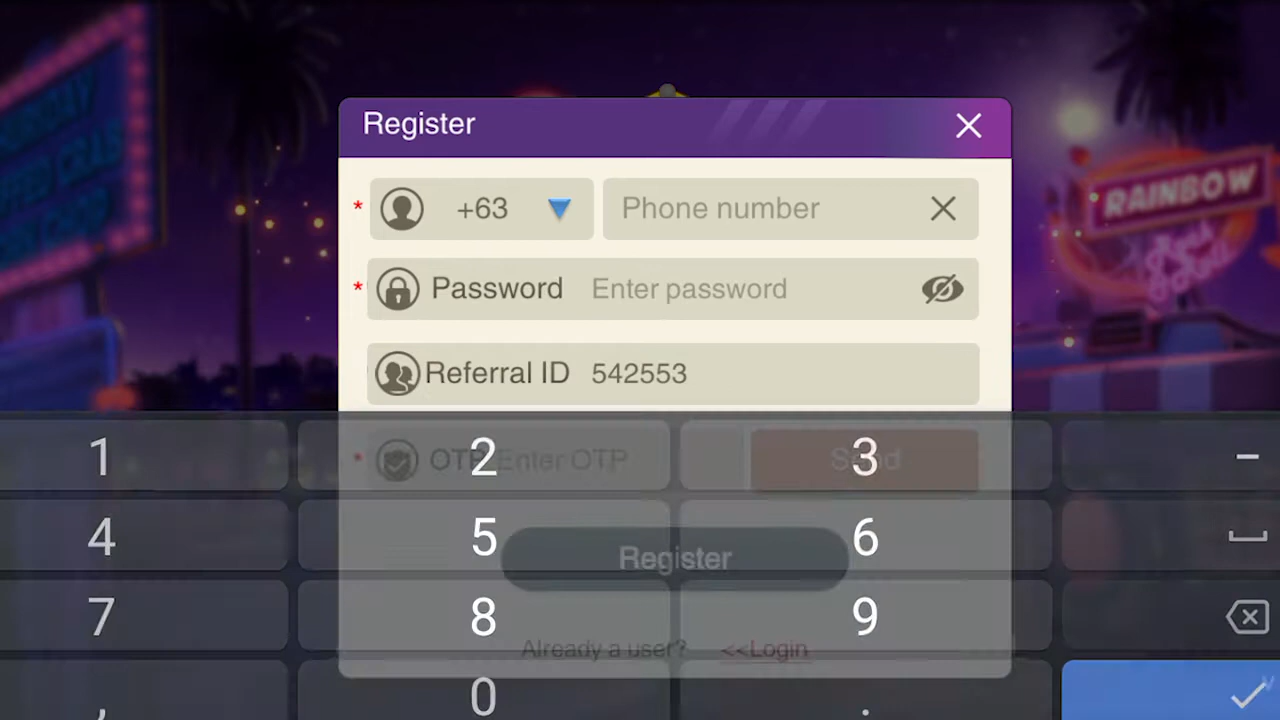 Register
RAINBOW
* +63 Phone number
* Password Enter password
Referral ID 542553
1 2 3 -
* OTP Enter OTP Send
4 5 6
Register
7 8 9
Already a user? <<Login
, 0 .